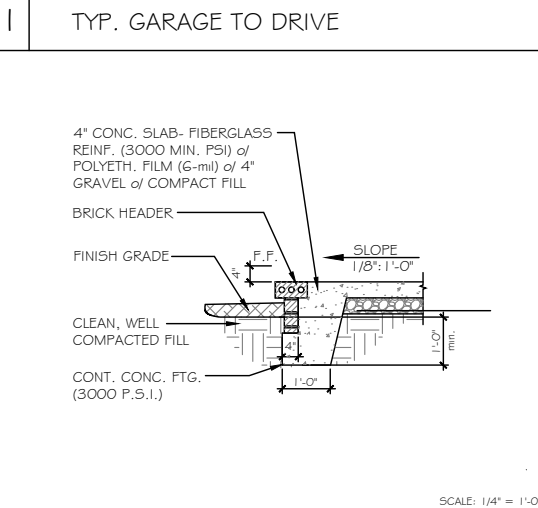 1
TYP. GARAGE TO DRIVE
4" CONC. SLAB- FIBERGLASS
REINF. (3000 MIN. PSI) o/
POLYETH. FILM (6-mil) o/ 4"
GRAVEL o/ COMPACT FILL
BRICK HEADER
FINISH GRADE
F.F.
4"
SLOPE
1/8":1'-0"
CLEAN, WELL
COMPACTED FILL
4"
1'-0"
min.
CONT. CONC. FTG.
(3000 P.S.I.)
1'-0"
SCALE: 1/4" = 1'-0